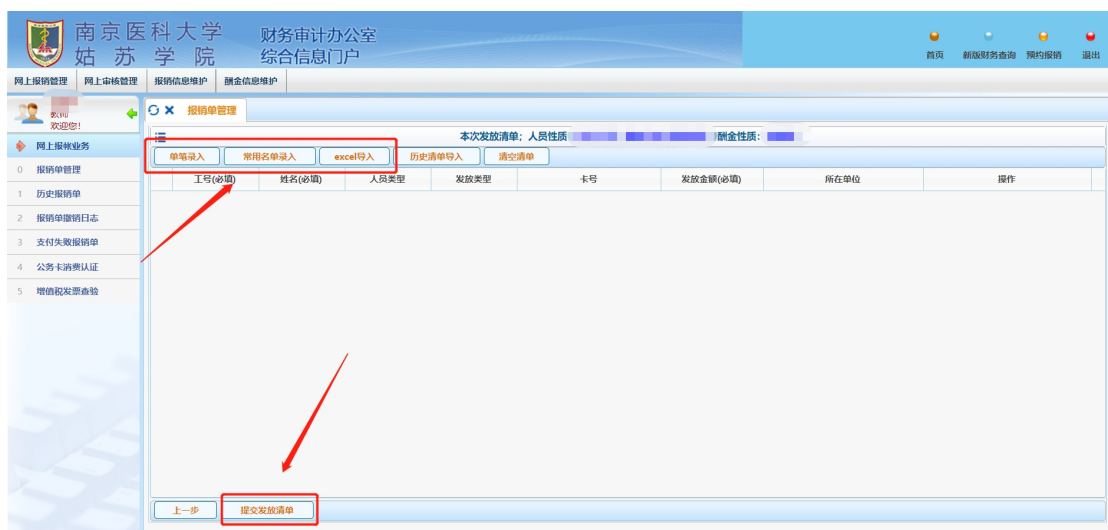 南京医科大学 财务审计办公室
姑苏学院 综合信息门户
首页 新版财务查询 预约报销 退出
网上报销管理 网上审核管理 报销信息维护 酬金信息维护
欢迎您!
报销单管理
网上报帐业务
0 报销单管理
1 历史报销单
2 报销单撤销日志
3 支付失败报销单
4 公务卡消费认证
5 增值税发票查验
本次发放清单; 人员性质 酬金性质:
单笔录入 常用名单录入 excel导入 历史清单导入 清空清单
工号(必填) 姓名(必填) 人员类型 发放类型 卡号 发放金额(必填) 所在单位 操作
上一步 提交发放清单